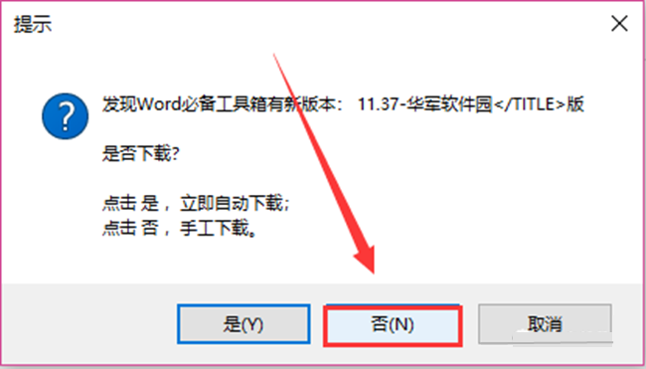 提示
发现Word必备工具箱有新版本： 11.37-华军软件园</TITLE>版
是否下载?
点击 是 ，立即自动下载；
点击 否 ，手工下载。
是(Y) 否(N) 取消